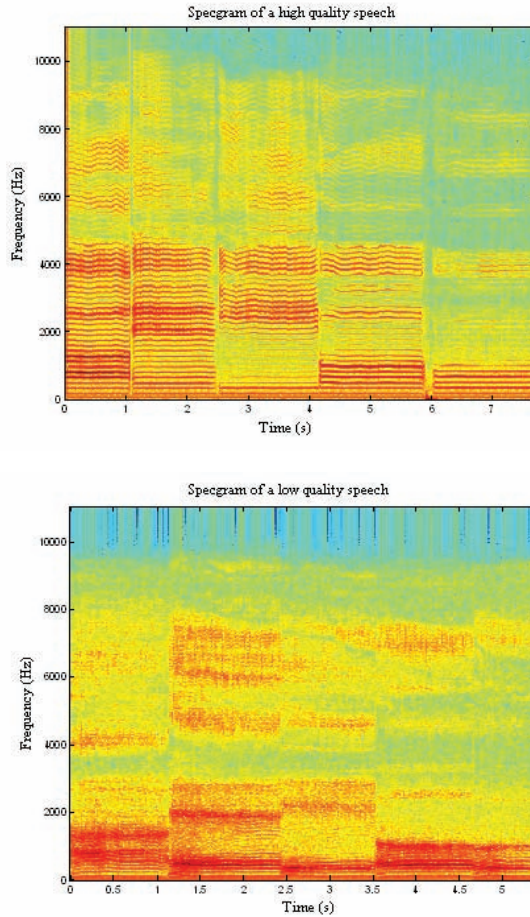 Specgram of a high quality speech
10000
8000
6000
4000
2000
0
Frequency (Hz)
0 1 2 3 4 5 6 7
Time (s)
Specgram of a low quality speech
10000
8000
6000
4000
2000
0
Frequency (Hz)
0 0.5 1 1.5 2 2.5 3 3.5 4 4.5 5
Time (s)